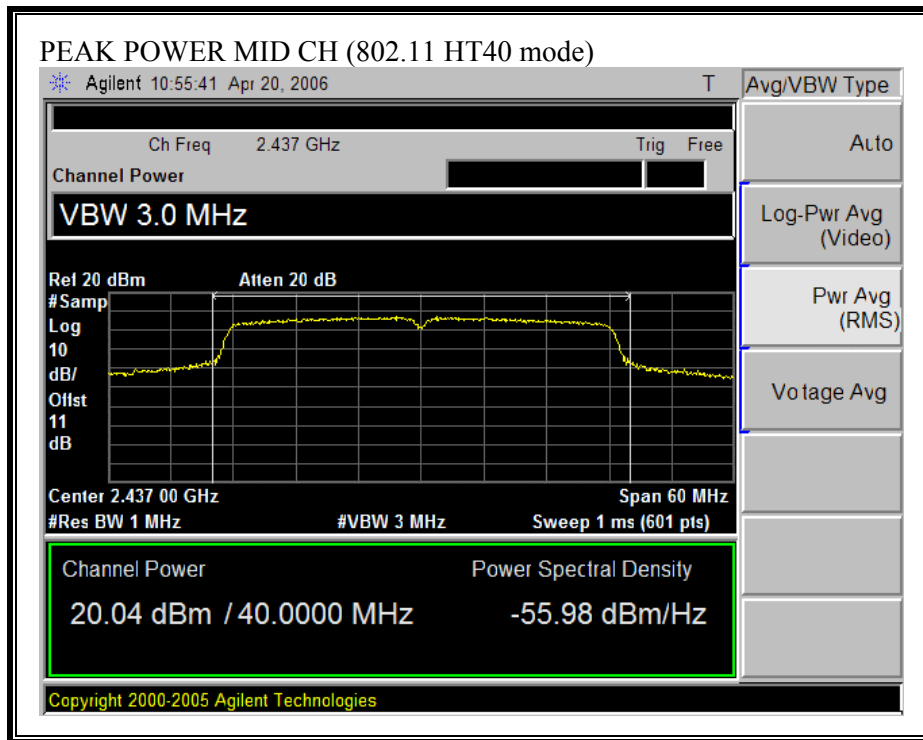 PEAK POWER MID CH (802.11 HT40 mode)
Agilent 10:55:41 Apr 20, 2006 T
Avg/VBW Type
Ch Freq 2.437 GHz Trig Free
Channel Power
VBW 3.0 MHz
Auto
Log-Pwr Avg
(Video)
Pwr Avg
(RMS)
Vo tage Avg
Ref 20 dBm Atten 20 dB
#Samp
Log
10
dB/
Offst
11
dB
Center 2.437 00 GHz Span 60 MHz
#Res BW 1 MHz #VBW 3 MHz Sweep 1 ms (601 pts)
Channel Power Power Spectral Density
20.04 dBm / 40.0000 MHz -55.98 dBm/Hz
Copyright 2000-2005 Agilent Technologies